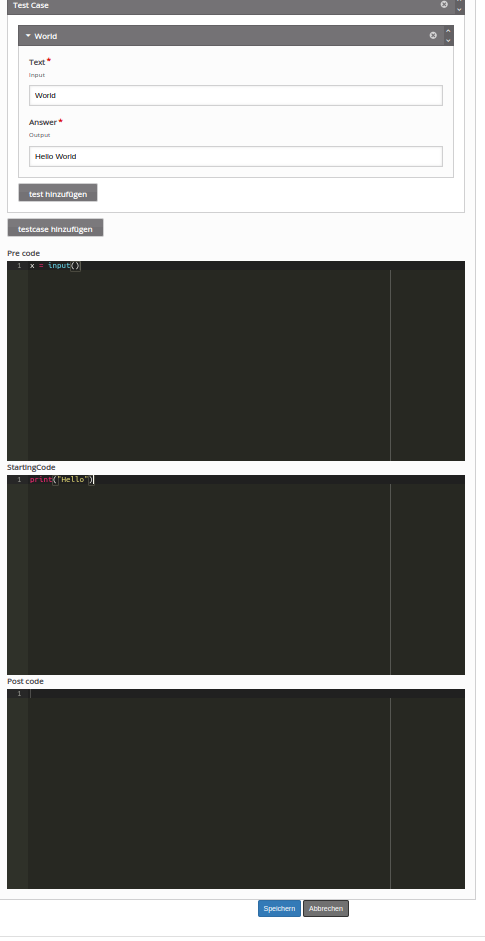 Test Case
World
Text *
Input
World
Answer *
Output
Hello World
test hinzufügen
testcase hinzufügen
Pre code
1 x = input()
StartingCode
1 print("Hello")
Post code
1
Speichern Abbrechen